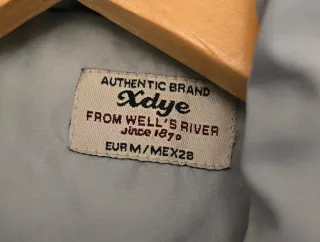 AUTHENTIC BRAND
Xdye
FROM WELL'S RIVER
since 1870
EUR M/MEX28